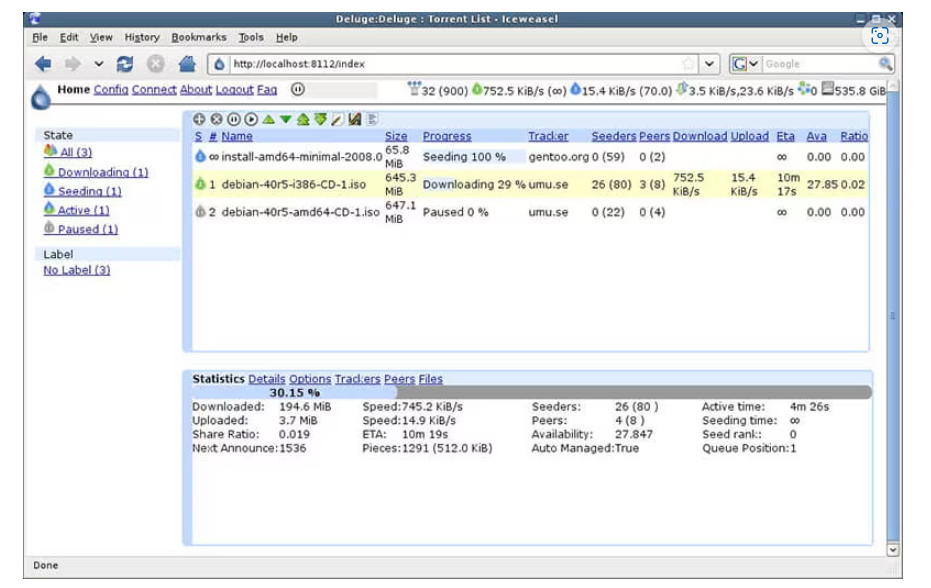 Deluge:Deluge : Torrent List - Iceweasel
File Edit View History Bookmarks Tools Help
http://localhost:8112/index
G Google
Home Config Connect About Logout Faq 32 (900) 752.5 KiB/s (∞) 15.4 KiB/s (70.0) 3.5 KiB/s,23.6 KiB/s 0 535.8 GiB
State
All (3)
Downloading (1)
Seeding (1)
Active (1)
Paused (1)
Label
No Label (3)
S # Name Size Progress Tracker Seeders Peers Download Upload Eta Ava Ratio
∞ install-amd64-minimal-2008.0 65.8 MiB Seeding 100 % gentoo.org 0 (59) 0 (2) ∞ 0.00 0.00
1 debian-40r5-i386-CD-1.iso 645.3 MiB Downloading 29 % umu.se 26 (80) 3 (8) 752.5 KiB/s 15.4 KiB/s 10m 17s 27.85 0.02
2 debian-40r5-amd64-CD-1.iso 647.1 MiB Paused 0 % umu.se 0 (22) 0 (4) ∞ 0.00 0.00
Statistics Details Options Trackers Peers Files
30.15 %
Downloaded: 194.6 MiB Speed:745.2 KiB/s Seeders: 26 (80 ) Active time: 4m 26s
Uploaded: 3.7 MiB Speed:14.9 KiB/s Peers: 4 (8 ) Seeding time: ∞
Share Ratio: 0.019 ETA: 10m 19s Availability: 27.847 Seed rank: 0
Next Announce:1536 Pieces:1291 (512.0 KiB) Auto Managed:True Queue Position:1
Done